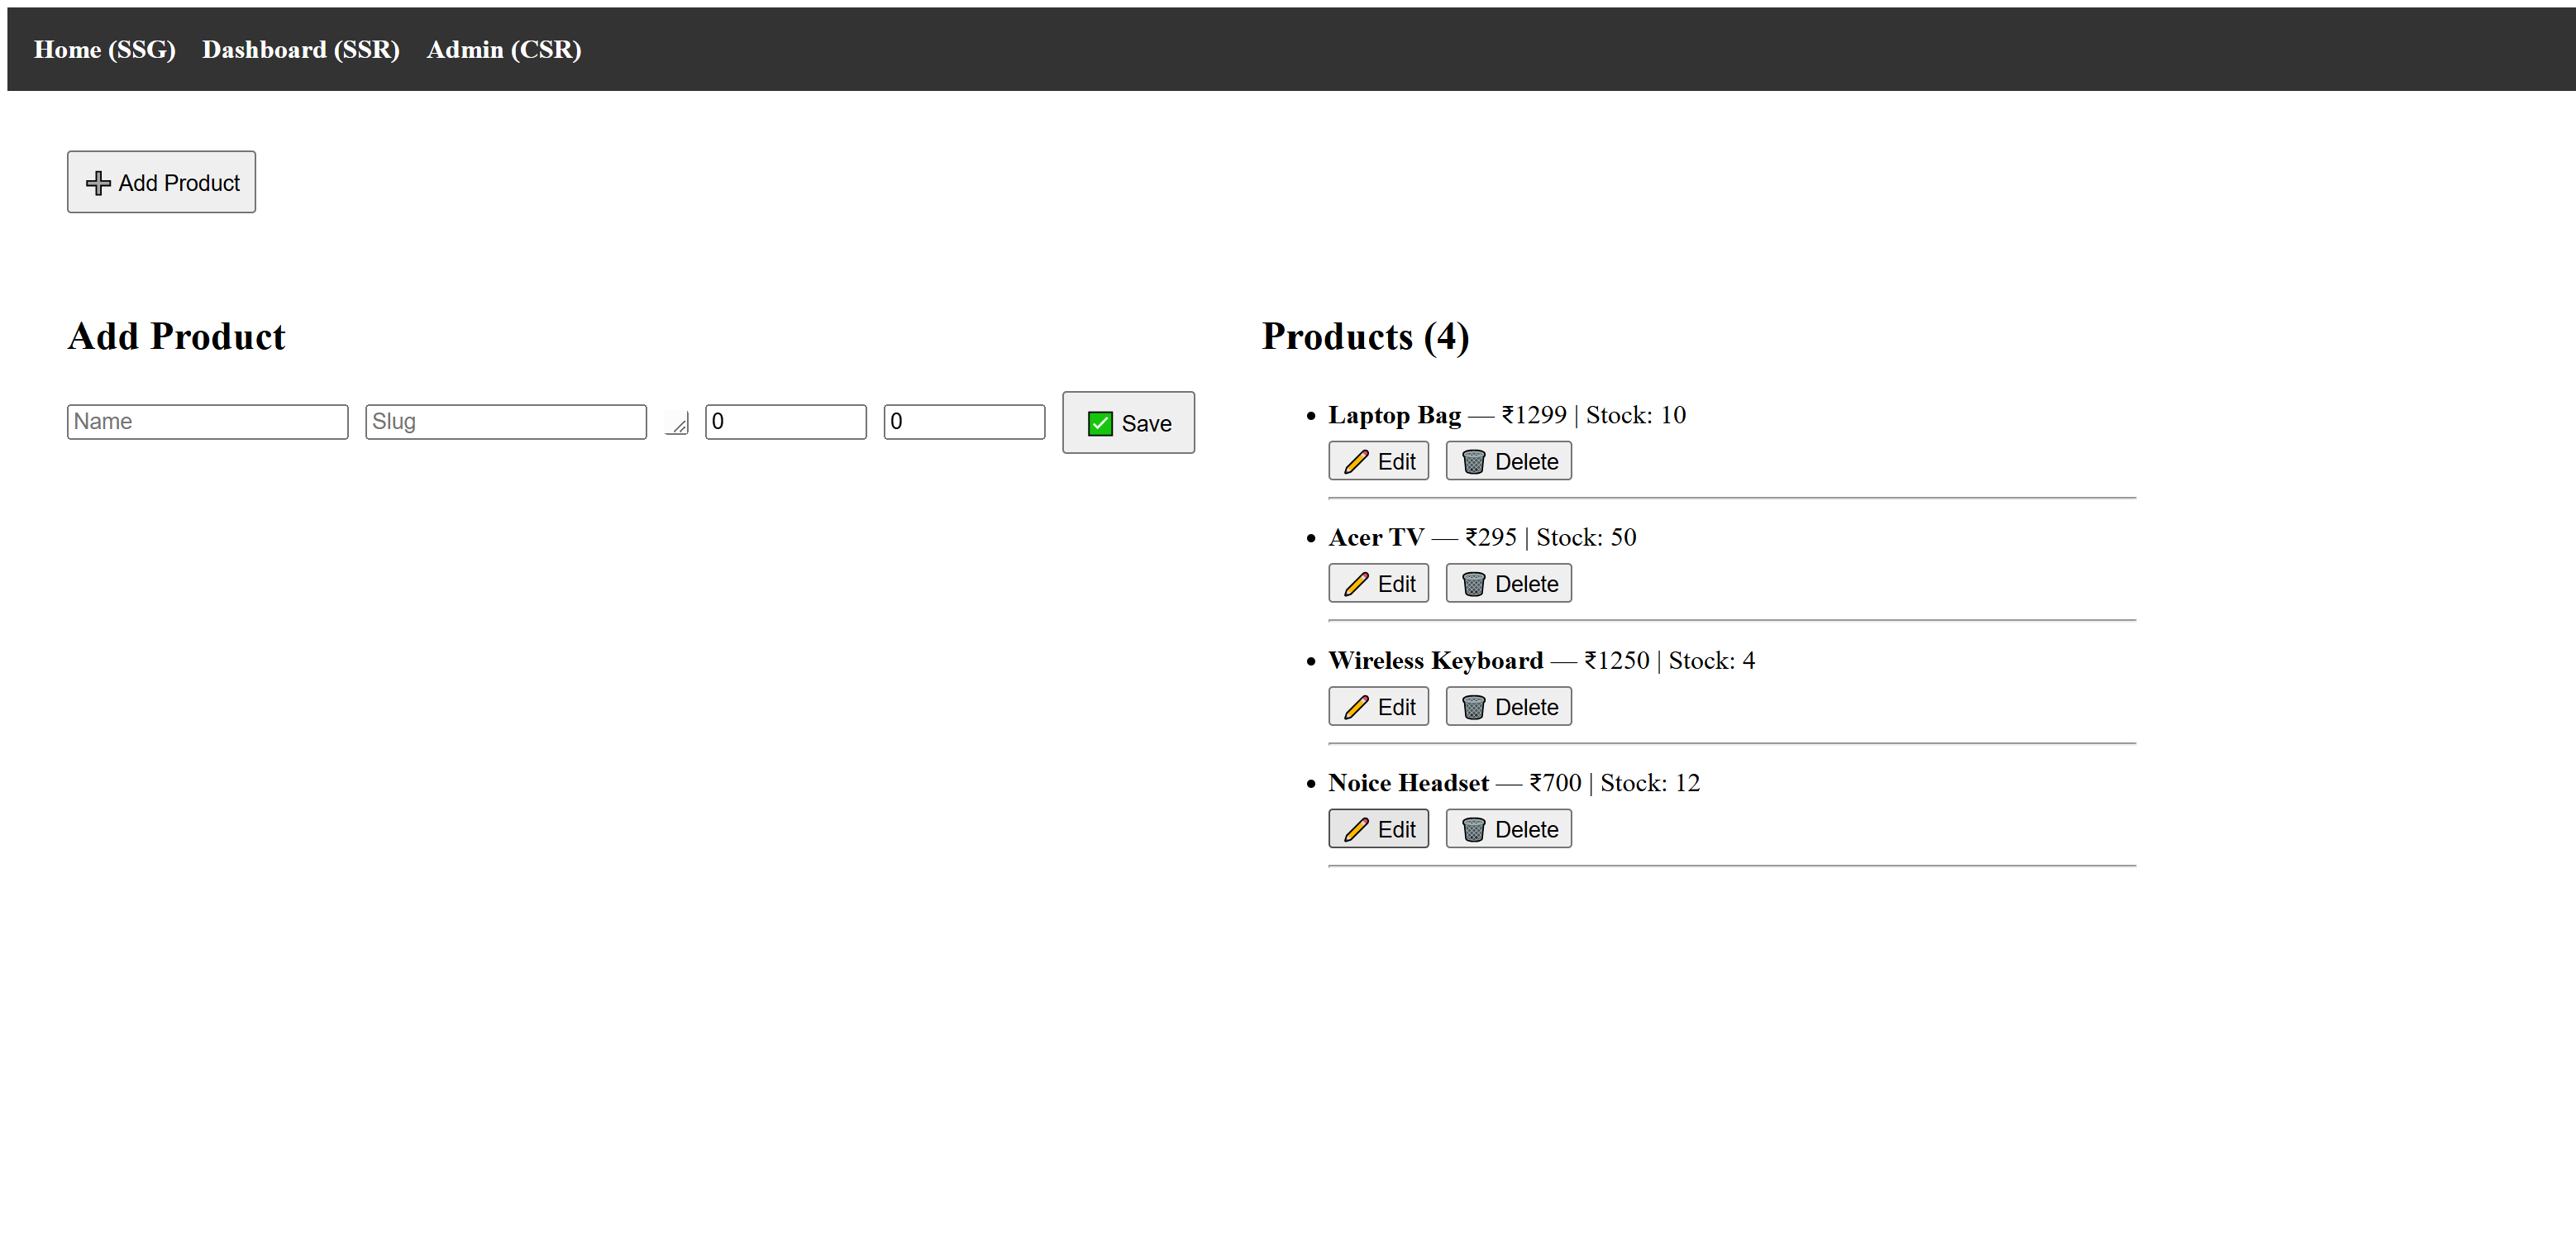 Home (SSG) Dashboard (SSR) Admin (CSR)
➕ Add Product
Add Product
Name Slug 0 0 ✅ Save
Products (4)
• Laptop Bag — ₹1299 | Stock: 10
✏️ Edit 🗑️ Delete
• Acer TV — ₹295 | Stock: 50
✏️ Edit 🗑️ Delete
• Wireless Keyboard — ₹1250 | Stock: 4
✏️ Edit 🗑️ Delete
• Noice Headset — ₹700 | Stock: 12
✏️ Edit 🗑️ Delete